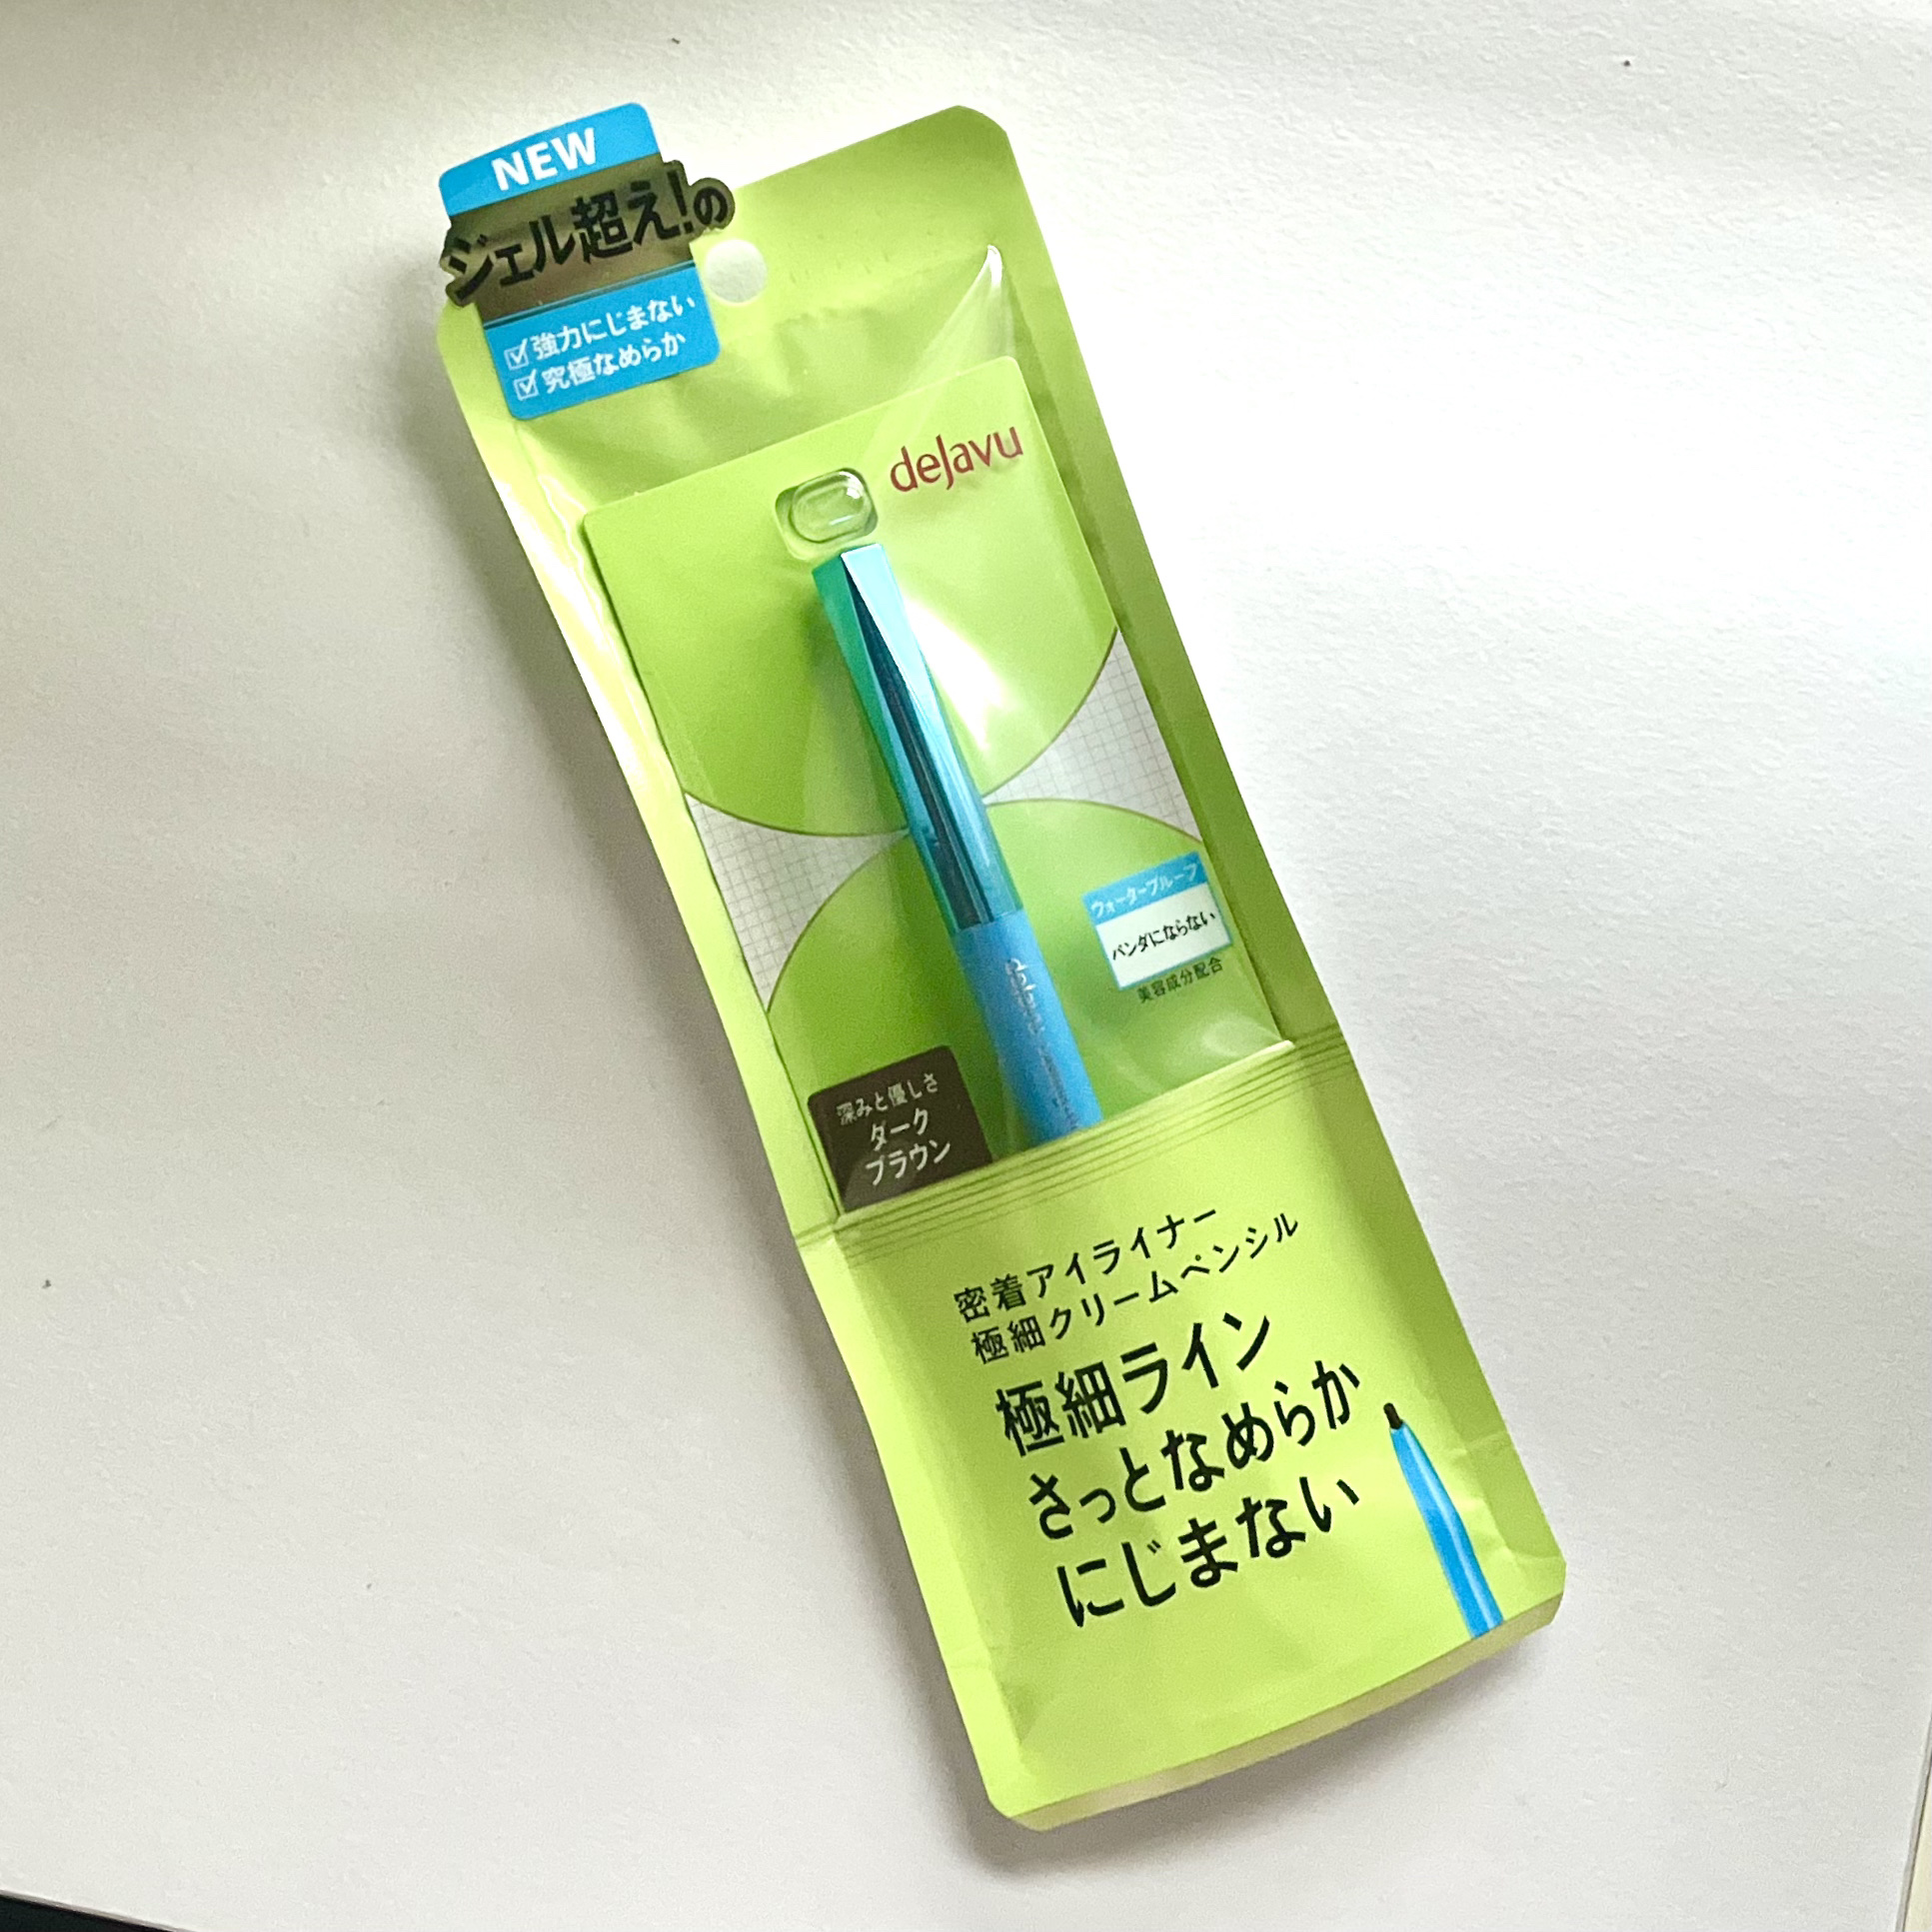 NEW
ジェル超え!の
強力にじまない
究極なめらか
dejavu
ウォータープルーフ
パンダにならない
美容成分配合
dejavu
深みと優しさ
ダーク
ブラウン
密着アイライナー
極細クリームペンシル
極細ライン
さっとなめらか
にじまない